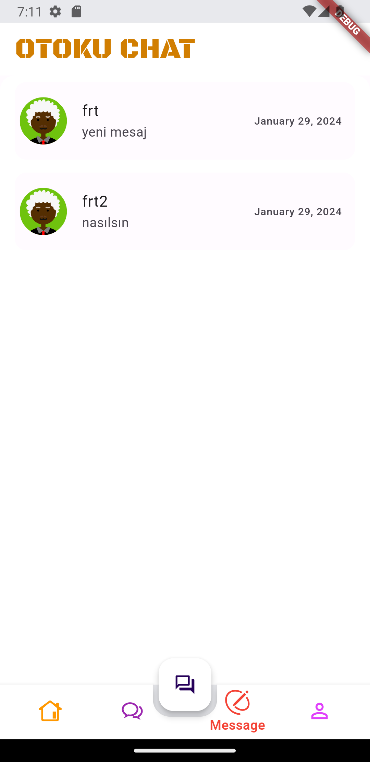 7:11
DEBUG
OTOKU CHAT
frt
yeni mesaj
January 29, 2024
frt2
nasılsın
January 29, 2024
Message